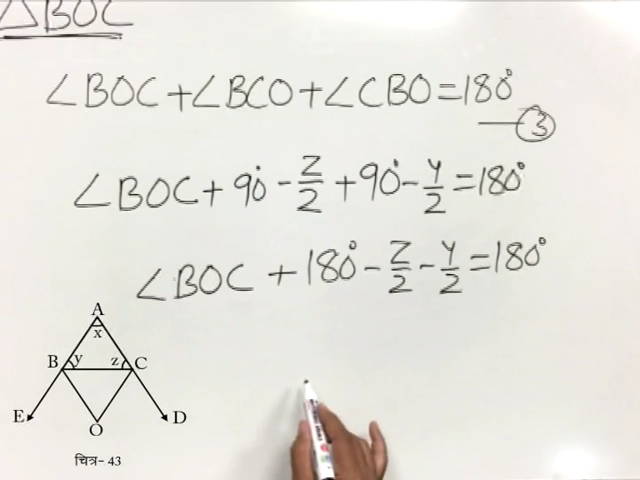 △BOC
∠BOC+∠BCO+∠CBO=180°
—③
∠BOC+90°-z/2+90°-y/2=180°
∠BOC+180°-z/2-y/2=180°
A
x
B y z C
E D
O
चित्र- 43